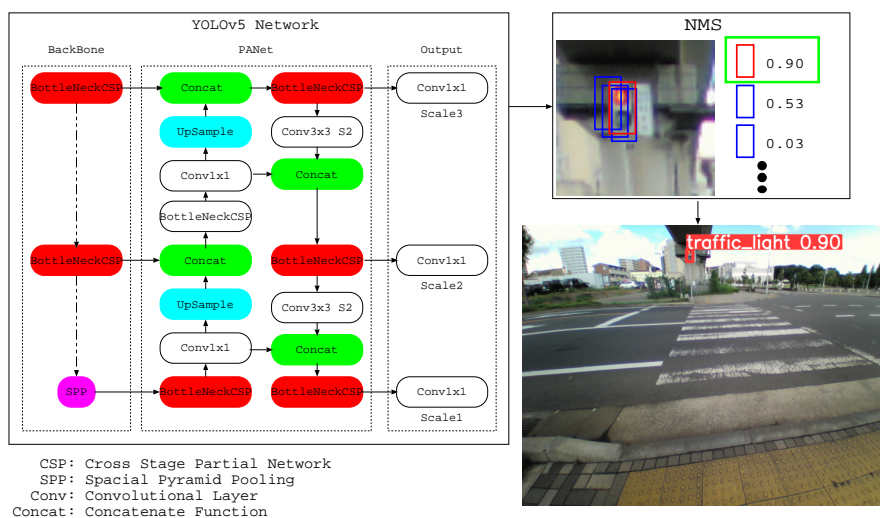 YOLOv5 Network
BackBone
PANet
Output
BottleNeckCSP
Concat
BottleNeckCSP
Conv1x1
Scale3
UpSample
Conv3x3 S2
Conv1x1
Concat
BottleNeckCSP
BottleNeckCSP
Concat
BottleNeckCSP
Conv1x1
Scale2
UpSample
Conv3x3 S2
Conv1x1
Concat
SPP
BottleNeckCSP
BottleNeckCSP
Conv1x1
Scale1
NMS
0.90
0.53
0.03
traffic_light 0.90
CSP: Cross Stage Partial Network
SPP: Spacial Pyramid Pooling
Conv: Convolutional Layer
Concat: Concatenate Function